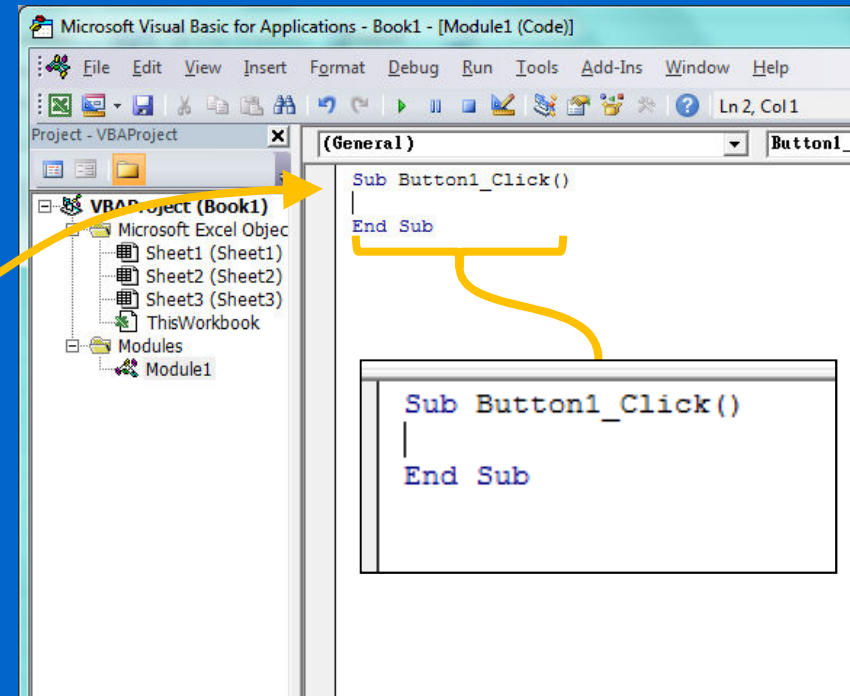 Microsoft Visual Basic for Applications - Book1 - [Module1 (Code)]
File Edit View Insert Format Debug Run Tools Add-Ins Window Help
Ln 2, Col 1
Project - VBAProject
(General)
Button1_
Sub Button1_Click()
End Sub
VBAProject (Book1)
Microsoft Excel Objec
Sheet1 (Sheet1)
Sheet2 (Sheet2)
Sheet3 (Sheet3)
ThisWorkbook
Modules
Module1
Sub Button1_Click()
End Sub